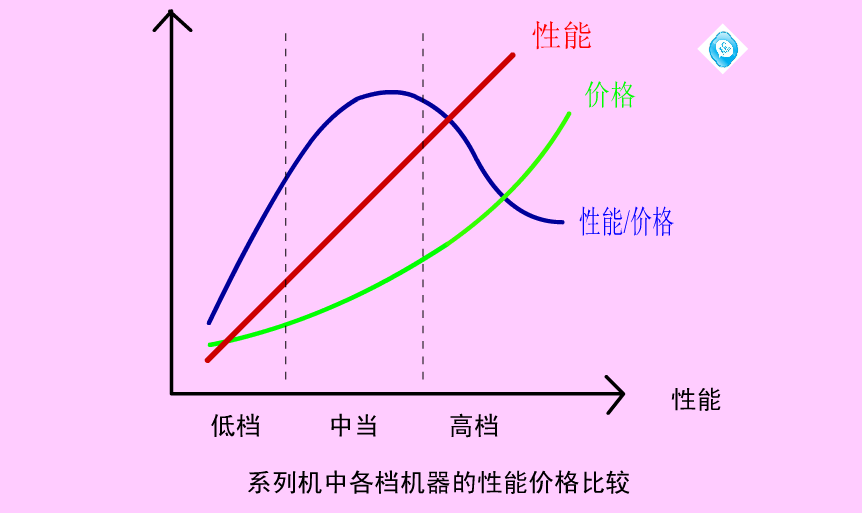 性能
价格
性能/价格
性能
低档
中当
高档
系列机中各档机器的性能价格比较